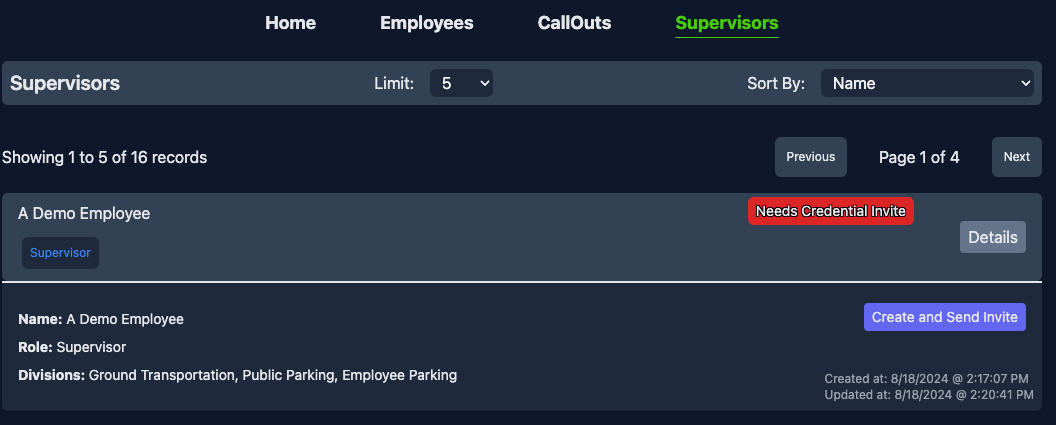 Home Employees CallOuts Supervisors
Supervisors Limit: 5 Sort By: Name
Showing 1 to 5 of 16 records Previous Page 1 of 4 Next
A Demo Employee Needs Credential Invite
Details
Supervisor
Name: A Demo Employee Create and Send Invite
Role: Supervisor
Divisions: Ground Transportation, Public Parking, Employee Parking
Created at: 8/18/2024 @ 2:17:07 PM
Updated at: 8/18/2024 @ 2:20:41 PM